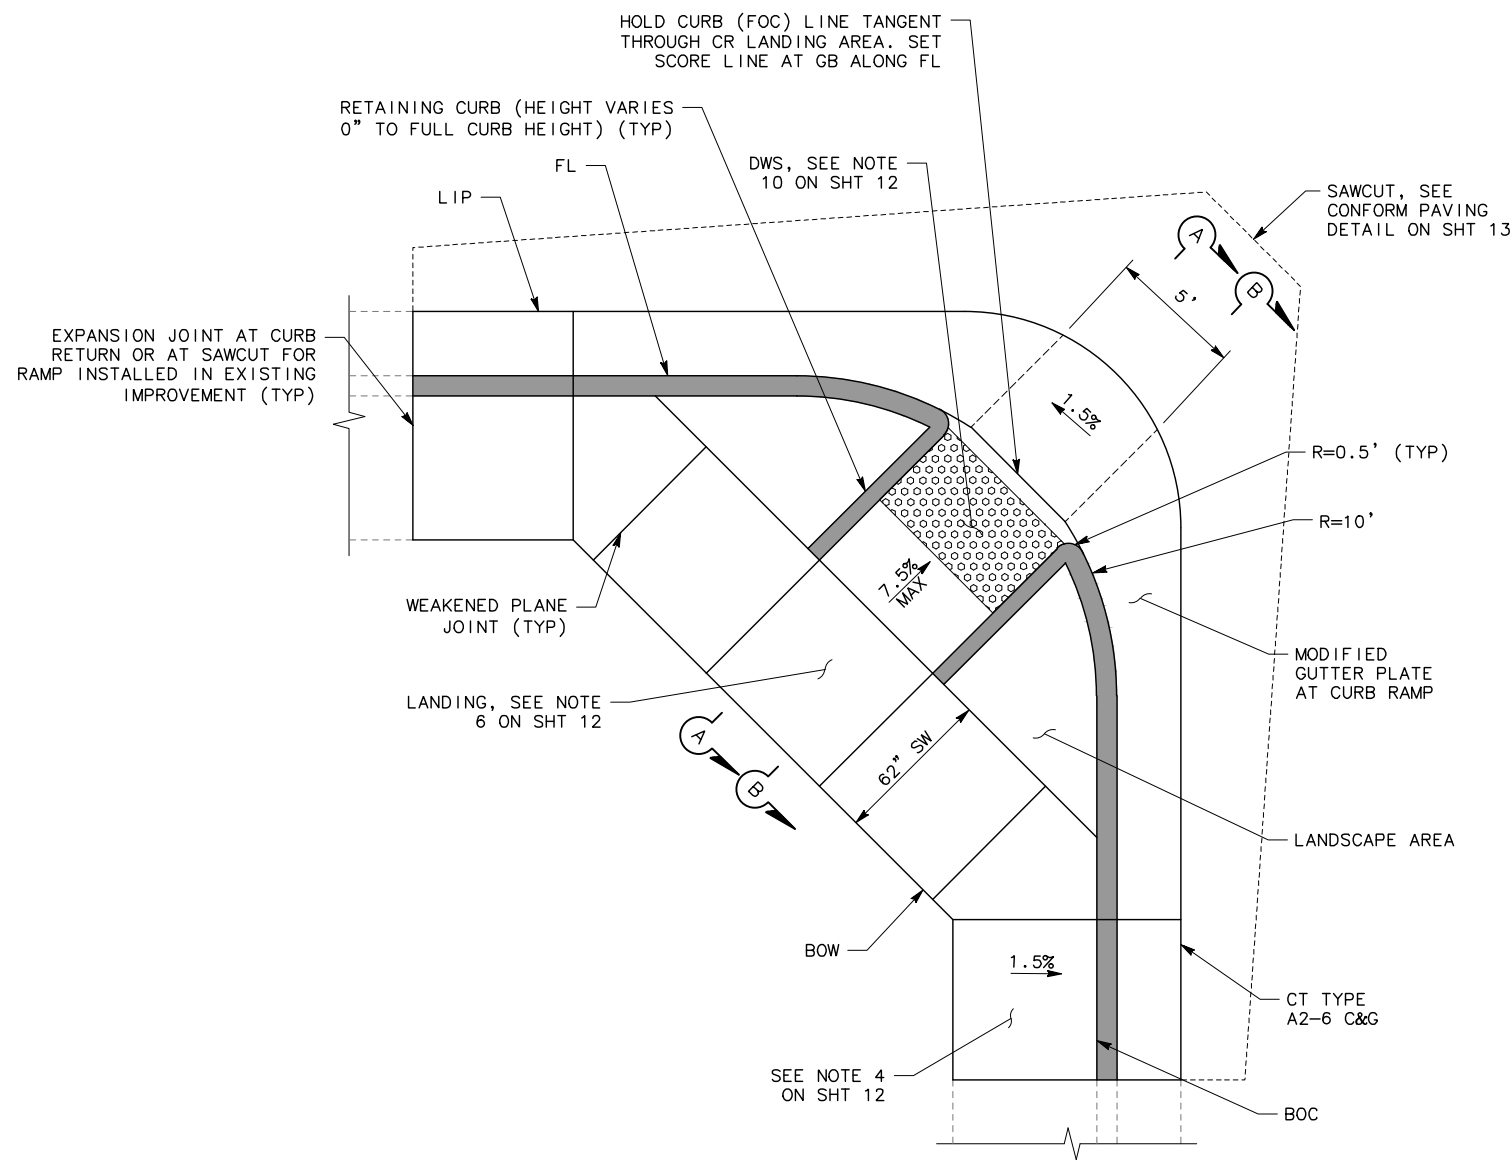 HOLD CURB (FOC) LINE TANGENT
THROUGH CR LANDING AREA. SET
SCORE LINE AT GB ALONG FL
RETAINING CURB (HEIGHT VARIES
0" TO FULL CURB HEIGHT) (TYP)
FL
DWS, SEE NOTE
10 ON SHT 12
LIP
SAWCUT, SEE
CONFORM PAVING
DETAIL ON SHT 13
A
B
5'
EXPANSION JOINT AT CURB
RETURN OR AT SAWCUT FOR
RAMP INSTALLED IN EXISTING
IMPROVEMENT (TYP)
1.5%
R=0.5' (TYP)
R=10'
7.5%
MAX
WEAKENED PLANE
JOINT (TYP)
MODIFIED
GUTTER PLATE
AT CURB RAMP
LANDING, SEE NOTE
6 ON SHT 12
A
B
62" SW
LANDSCAPE AREA
BOW
1.5%
CT TYPE
A2-6 C&G
SEE NOTE 4
ON SHT 12
BOC